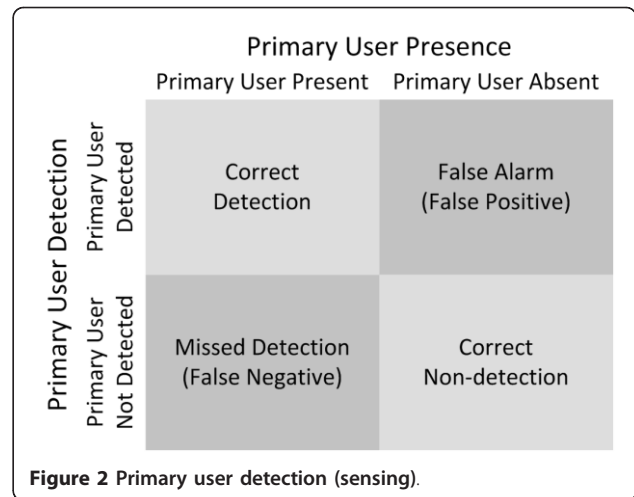 Primary User Presence
Primary User Present
Primary User Absent
Primary User Detection
Primary User
Detected
Correct
Detection
False Alarm
(False Positive)
Primary User
Not Detected
Missed Detection
(False Negative)
Correct
Non-detection
Figure 2 Primary user detection (sensing).